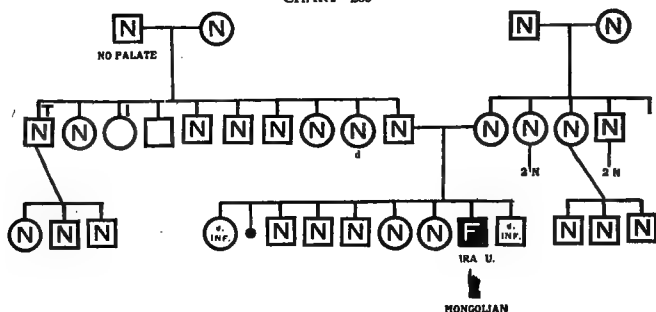 N N N N
NO PALATE
T
N N N N N N N N N N N N
d
2 N 2 N
N N N d. INF. N N N N N F d. INF. N N N
IRA U.
MONGOLIAN